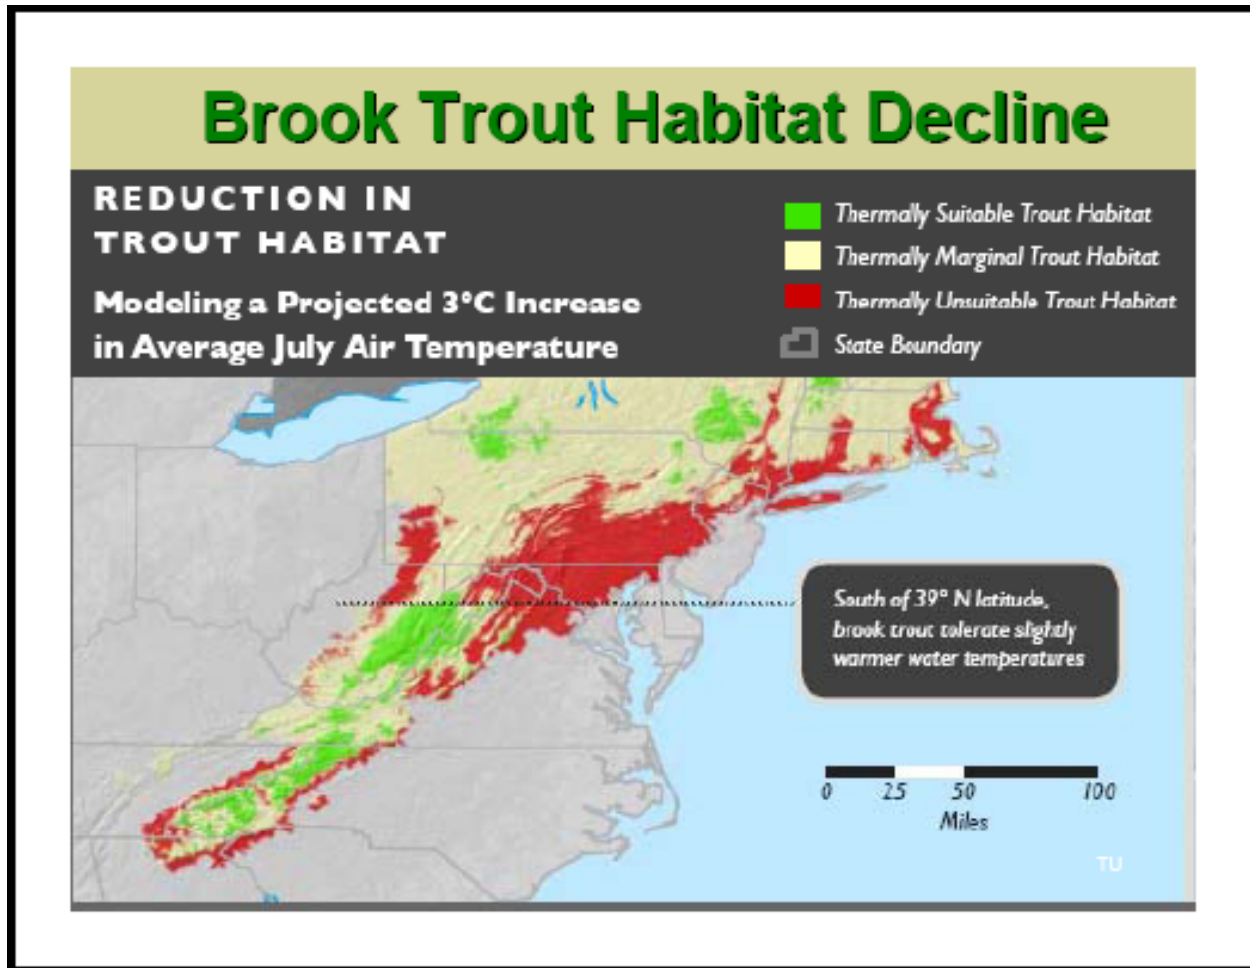 Brook Trout Habitat Decline
REDUCTION IN
TROUT HABITAT
Modeling a Projected 3°C Increase
in Average July Air Temperature
Thermally Suitable Trout Habitat
Thermally Marginal Trout Habitat
Thermally Unsuitable Trout Habitat
State Boundary
South of 39° N latitude,
brook trout tolerate slightly
warmer water temperatures
0 25 50 100
Miles
TU